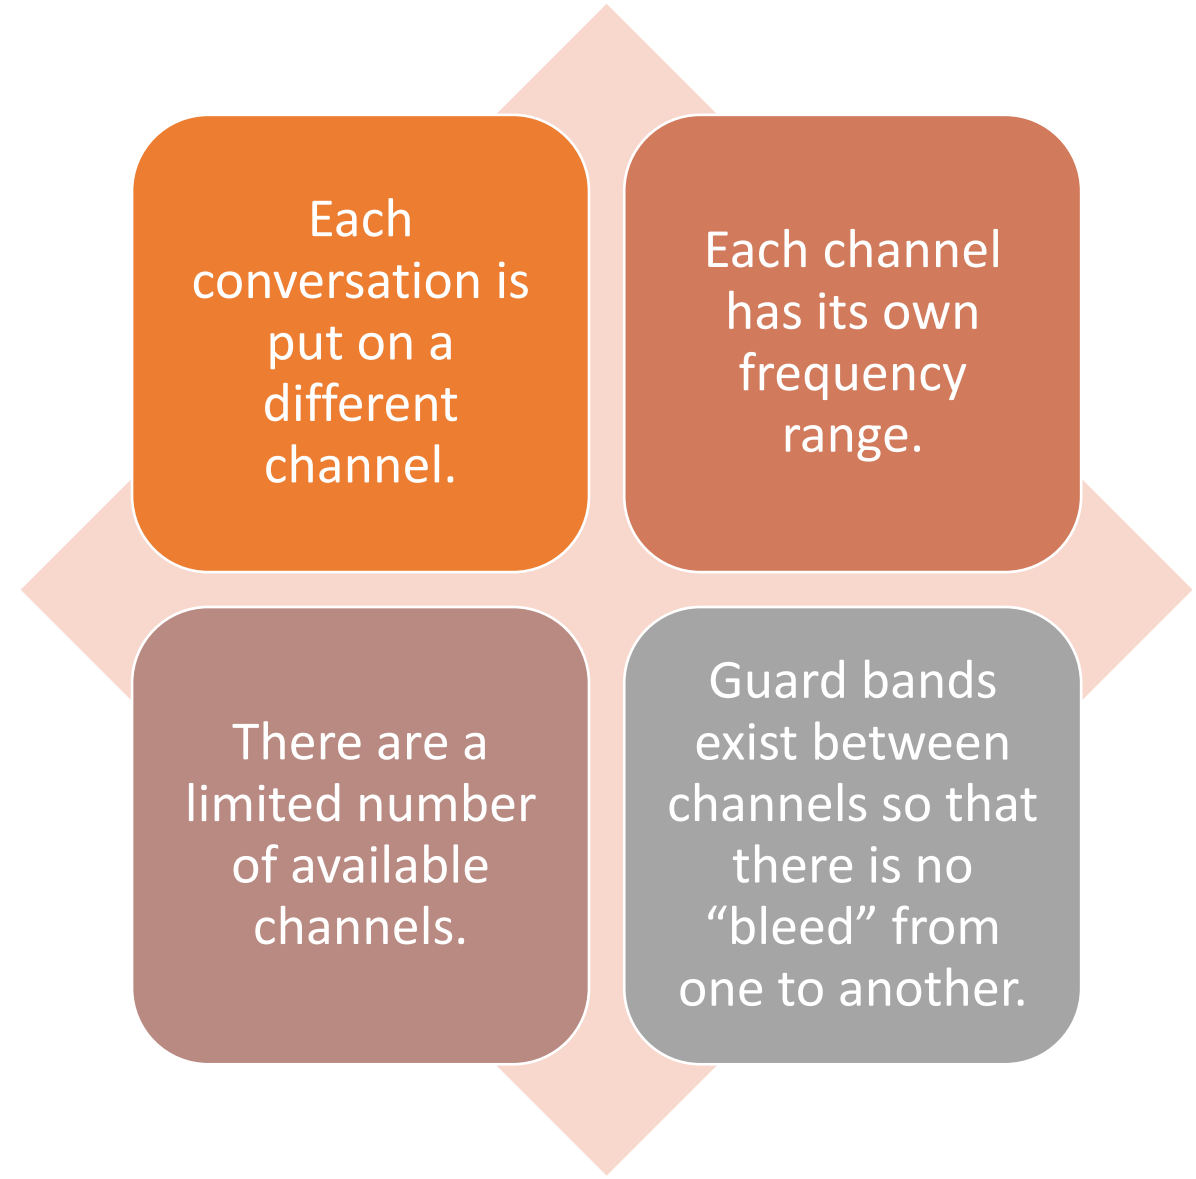 Each
conversation is
put on a
different
channel.
Each channel
has its own
frequency
range.
There are a
limited number
of available
channels.
Guard bands
exist between
channels so that
there is no
“bleed” from
one to another.